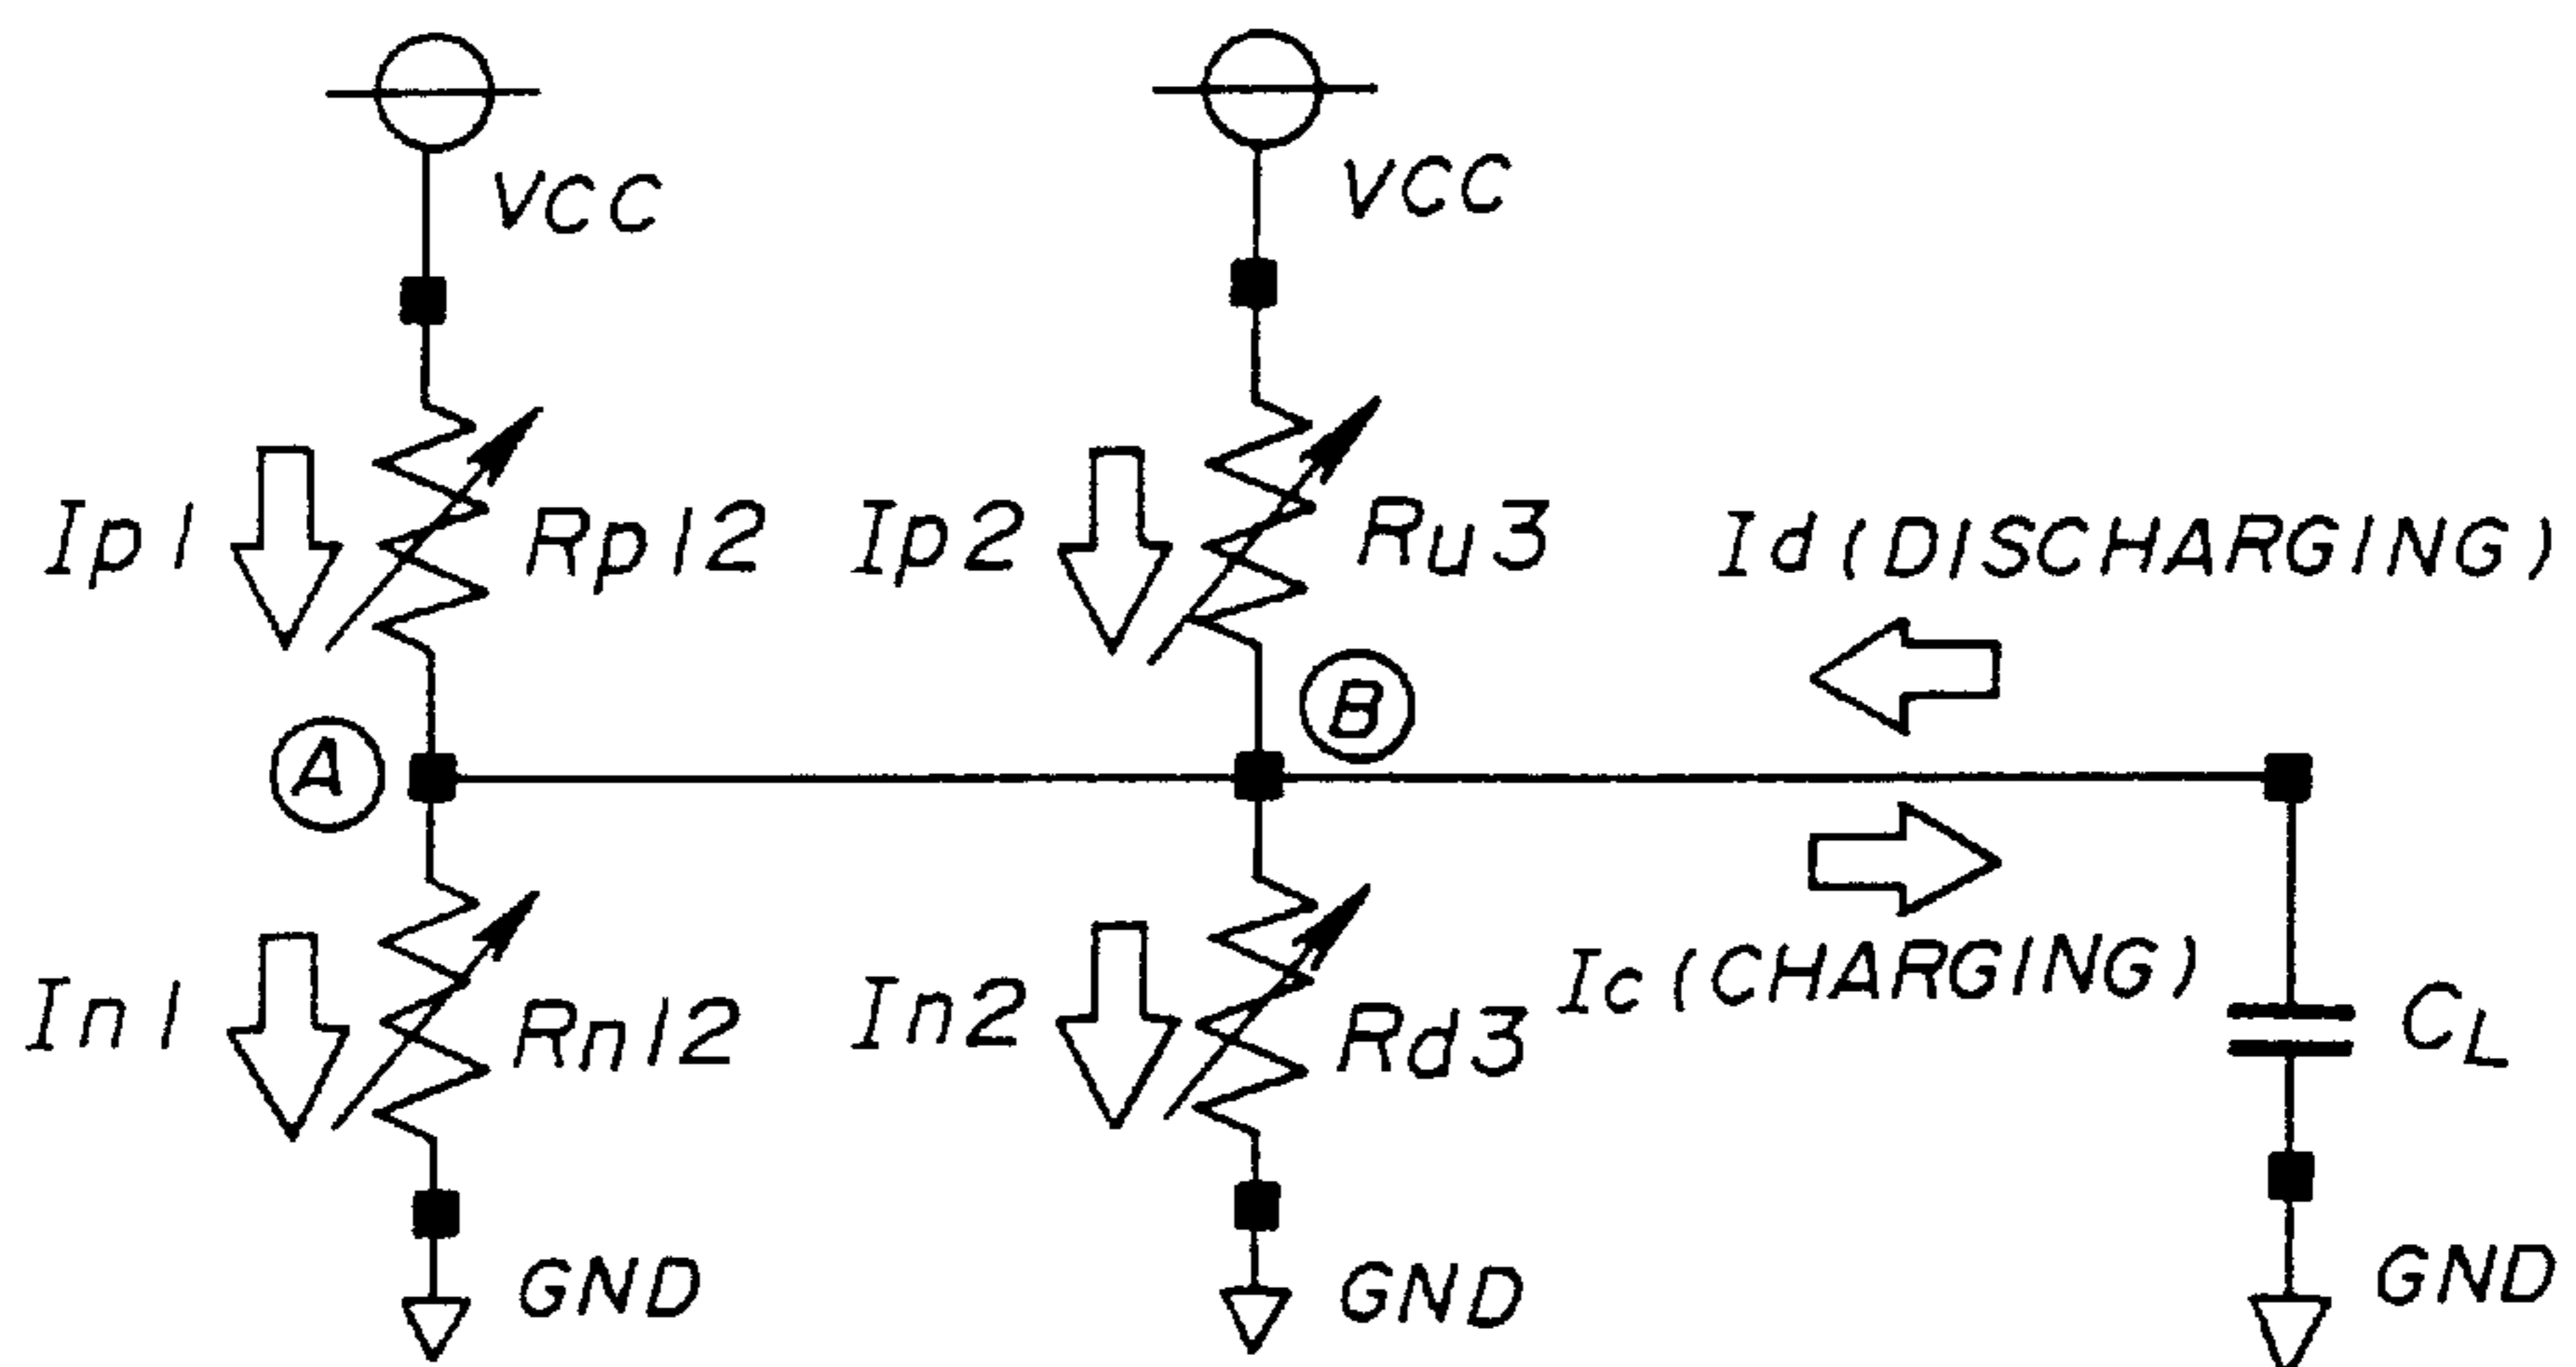 VCC
VCC
Ip1
Rp12
Ip2
Ru3
Id (DISCHARGING)
A
B
In1
Rn12
In2
Rd3
Ic (CHARGING)
CL
GND
GND
GND